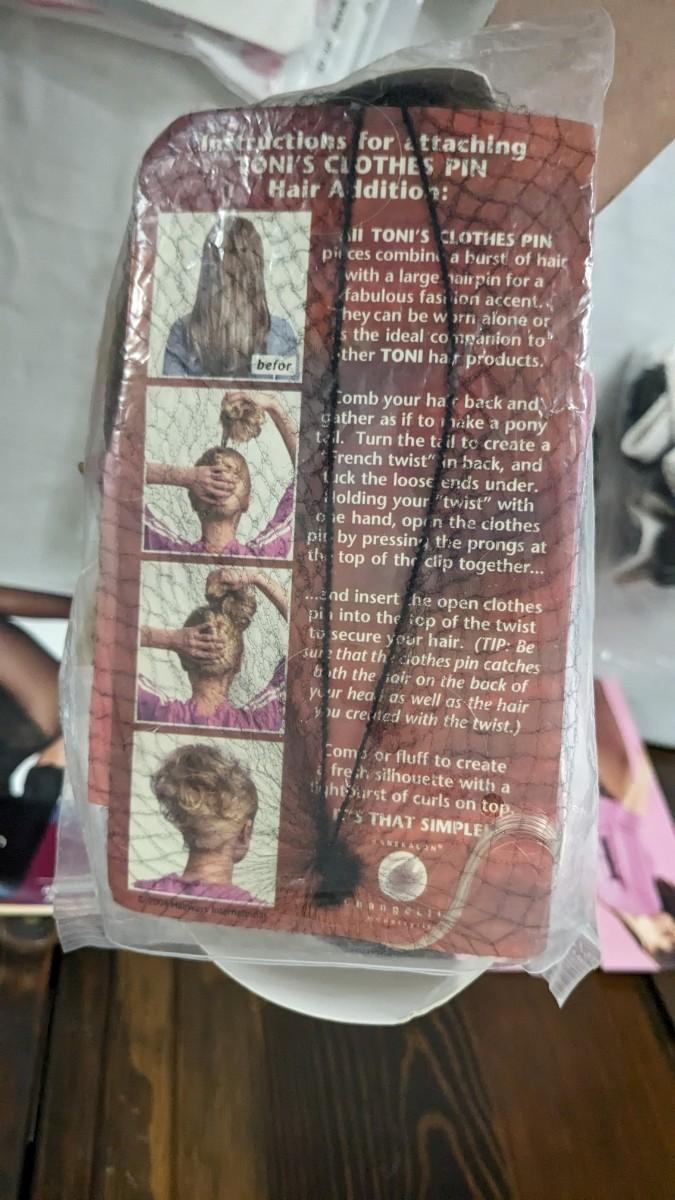 Instructions for attaching
TONI'S CLOTHES PIN
Hair Addition:
All TONI'S CLOTHES PIN
pieces combine a burst of hair
with a large hairpin for a
fabulous fashion accent.
They can be worn alone or
as the ideal companion to
other TONI hair products.
befor
Comb your hair back and
gather as if to make a pony
tail. Turn the tail to create a
"French twist" in back, and
tuck the loose ends under.
Holding your "twist" with
one hand, open the clothes
pin by pressing the prongs at
the top of the clip together...
...and insert the open clothes
pin into the top of the twist
to secure your hair. (TIP: Be
sure that the clothes pin catches
both the hair on the back of
your head as well as the hair
you created with the twist.)
Comb or fluff to create
a fresh silhouette with a
light burst of curls on top.
IT'S THAT SIMPLE!
KANEKALON®
© Hairways International